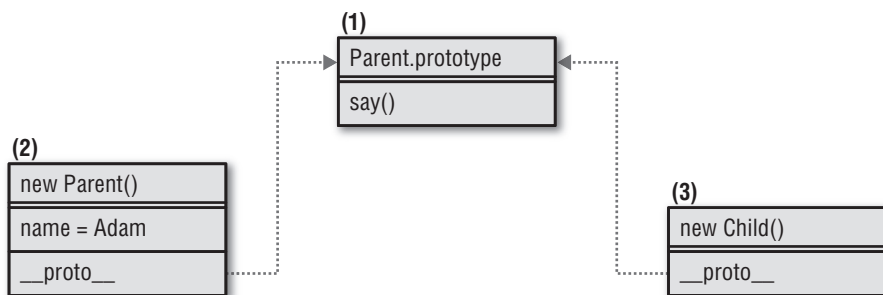 (1)
Parent.prototype
say()
(2)
new Parent()
name = Adam
__proto__
(3)
new Child()
__proto__